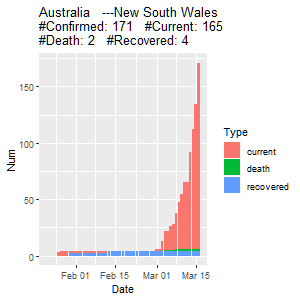 Australia   ---New South Wales
#Confirmed: 171   #Current: 165
#Death: 2   #Recovered: 4
150
100
50
0
Num
Feb 01
Feb 15
Mar 01
Mar 15
Date
Type
current
death
recovered